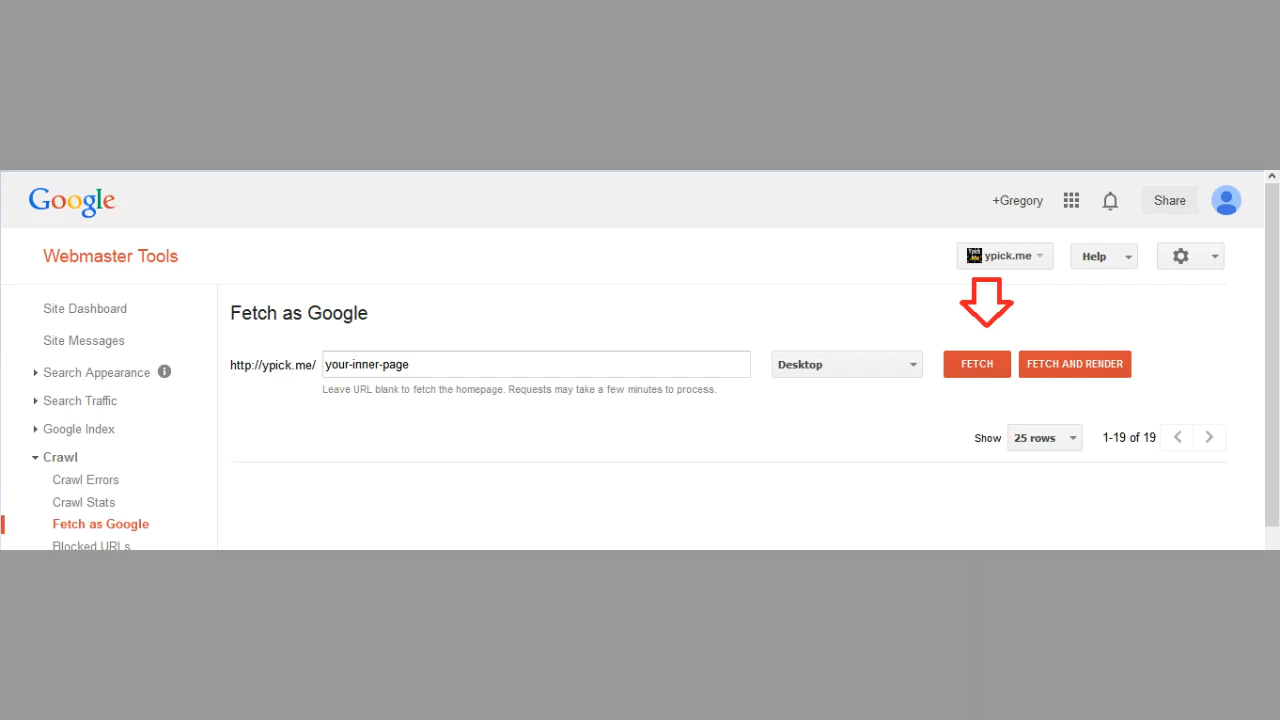 Google
+Gregory
Share
Webmaster Tools
ypick.me
Help
Site Dashboard
Fetch as Google
Site Messages
http://ypick.me/ your-inner-page Desktop FETCH FETCH AND RENDER
Search Appearance
Leave URL blank to fetch the homepage. Requests may take a few minutes to process.
Search Traffic
Google Index
Show 25 rows 1-19 of 19
Crawl
Crawl Errors
Crawl Stats
Fetch as Google
Blocked URLs